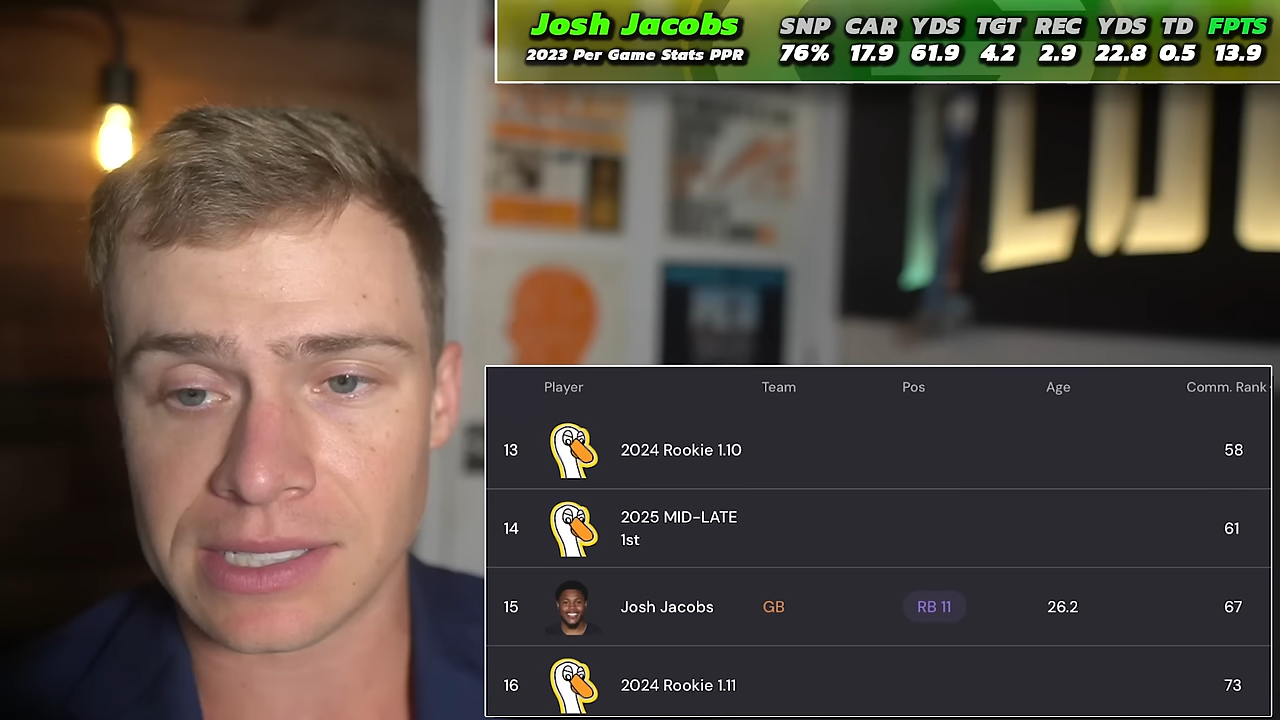 Josh Jacobs
2023 Per Game Stats PPR
SNP CAR YDS TGT REC YDS TD FPTS
76% 17.9 61.9 4.2 2.9 22.8 0.5 13.9
Player Team Pos Age Comm. Rank
13 2024 Rookie 1.10 58
14 2025 MID-LATE 61
1st
15 Josh Jacobs GB RB 11 26.2 67
16 2024 Rookie 1.11 73